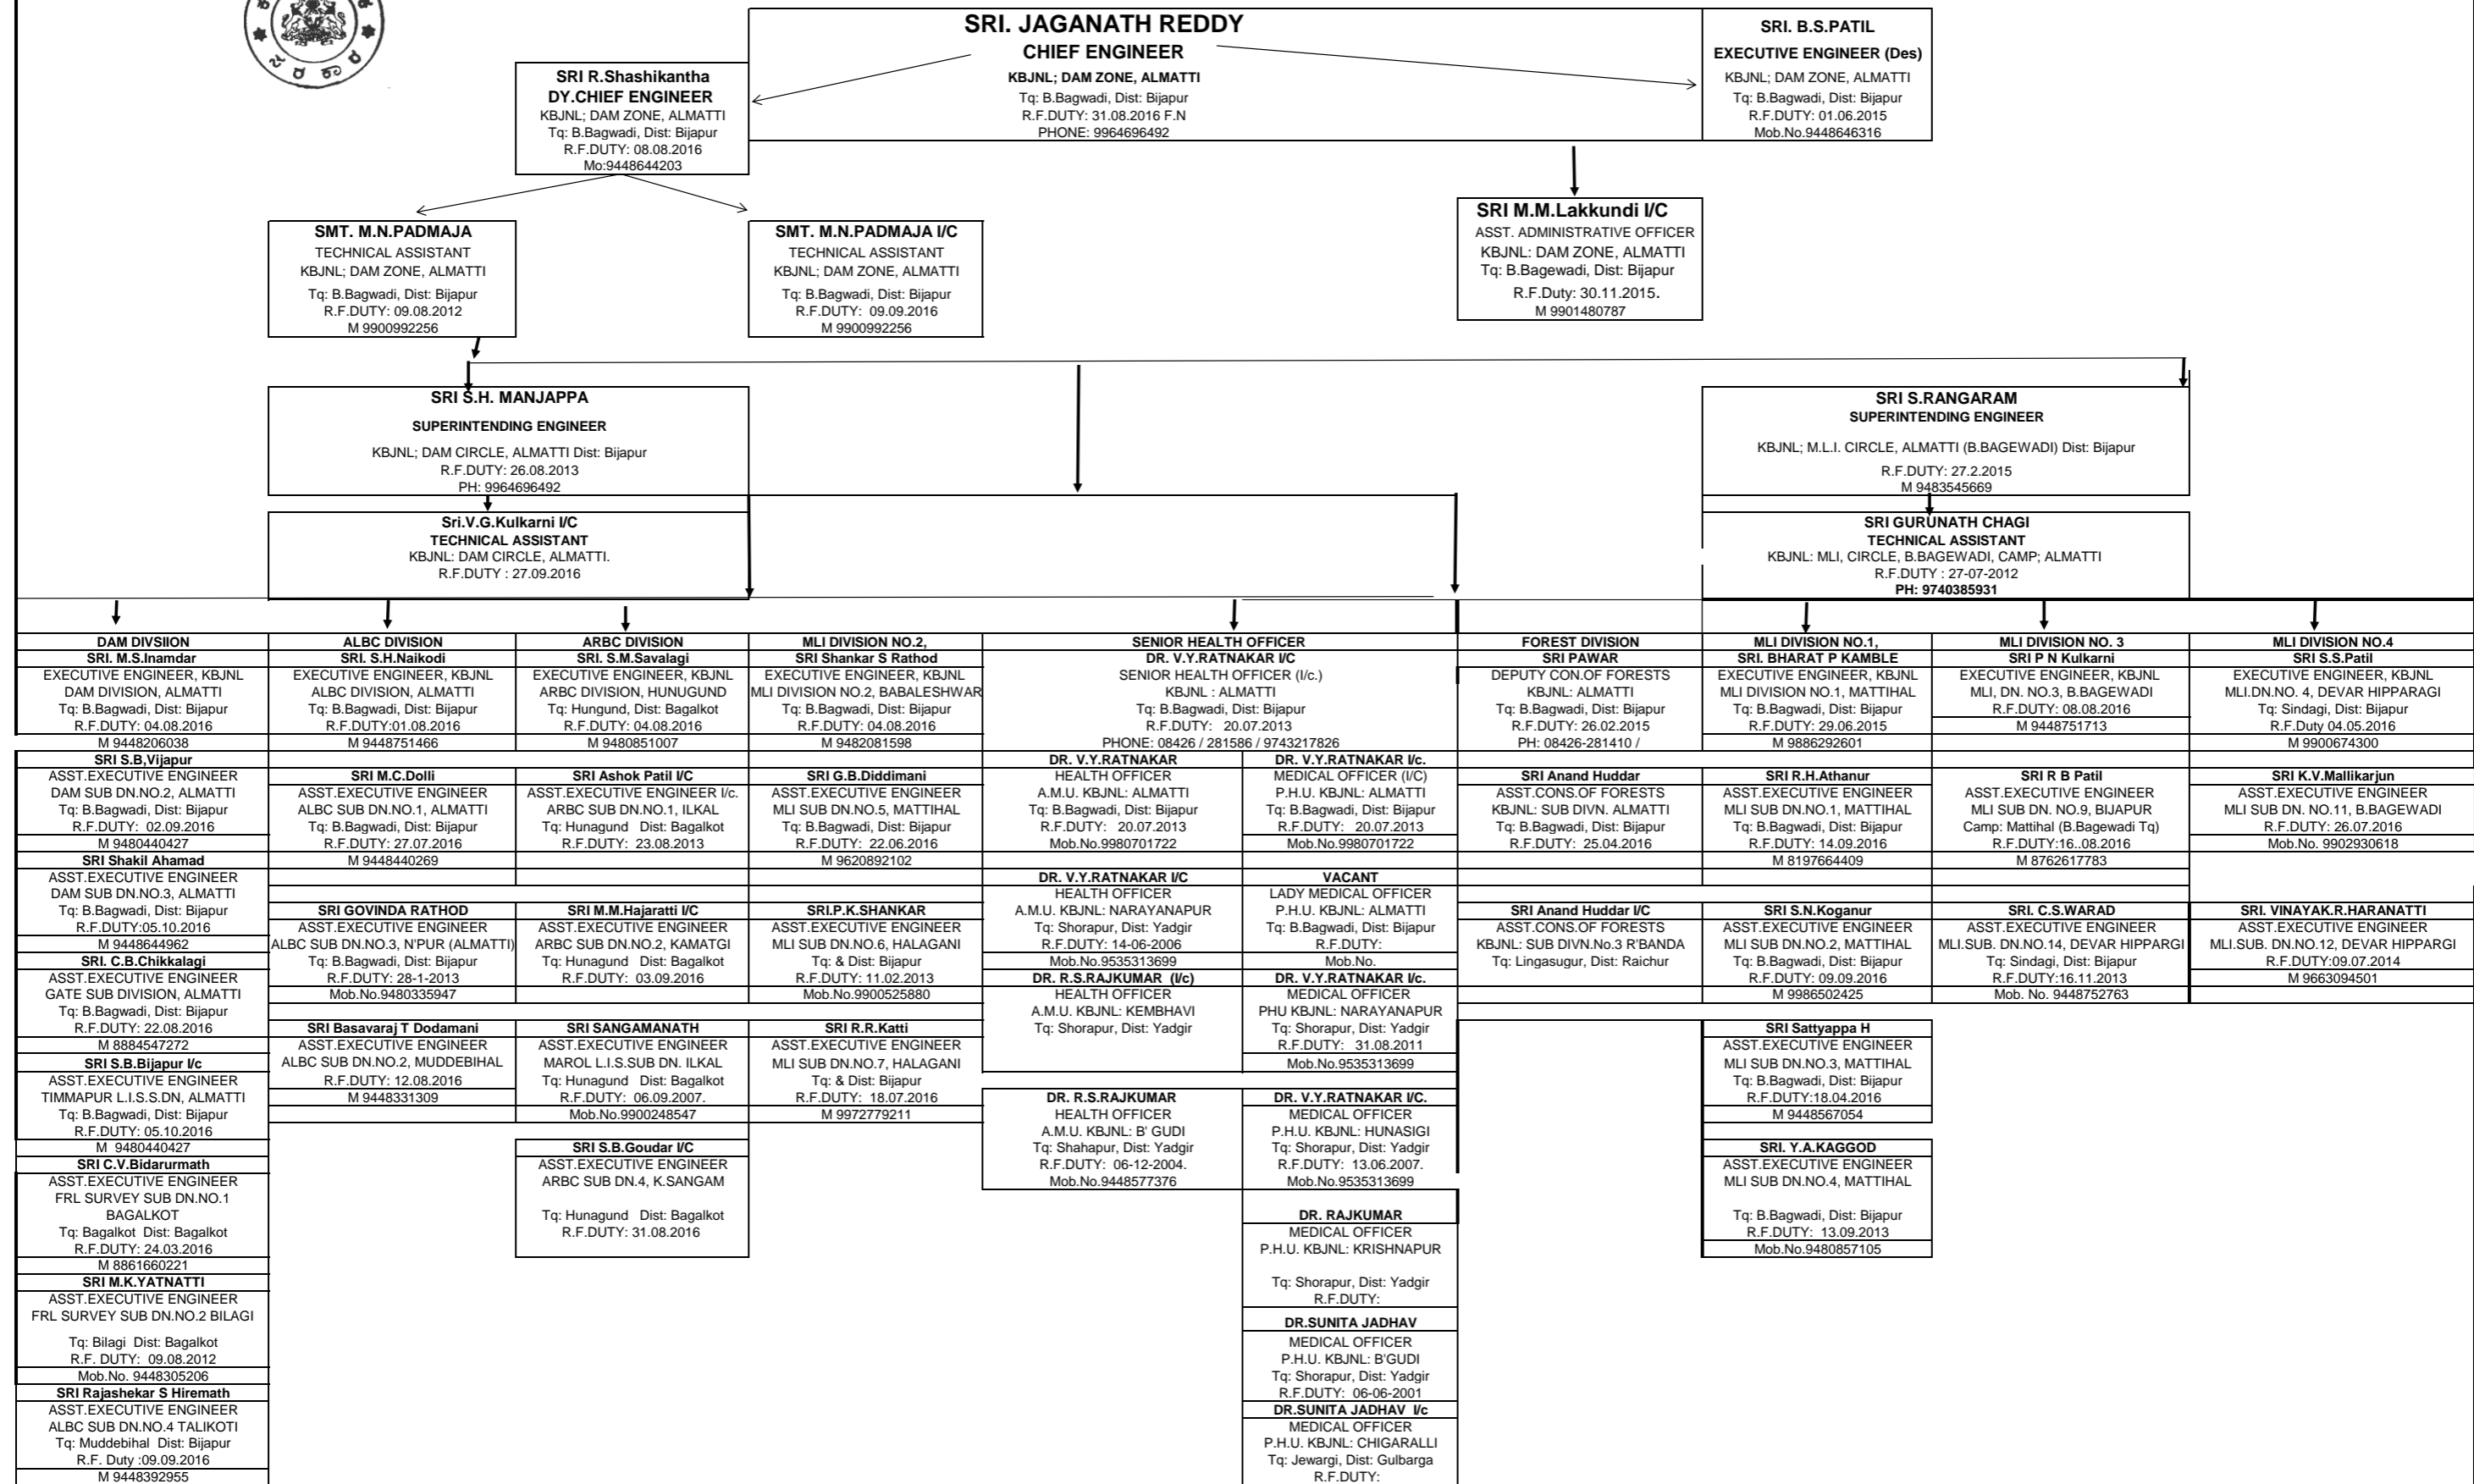 ಸ ರ ಕಾ ರ
SRI. JAGANATH REDDY
CHIEF ENGINEER
KBJNL; DAM ZONE, ALMATTI
Tq: B.Bagwadi, Dist: Bijapur
R.F.DUTY: 31.08.2016 F.N
PHONE: 9964696492
SRI. B.S.PATIL
EXECUTIVE ENGINEER (Des)
KBJNL; DAM ZONE, ALMATTI
Tq: B.Bagwadi, Dist: Bijapur
R.F.DUTY: 01.06.2015
Mob.No.9448646316
SRI R.Shashikantha
DY.CHIEF ENGINEER
KBJNL; DAM ZONE, ALMATTI
Tq: B.Bagwadi, Dist: Bijapur
R.F.DUTY: 08.08.2016
Mo:9448644203
SMT. M.N.PADMAJA
TECHNICAL ASSISTANT
KBJNL; DAM ZONE, ALMATTI
Tq: B.Bagwadi, Dist: Bijapur
R.F.DUTY: 09.08.2012
M 9900992256
SMT. M.N.PADMAJA I/C
TECHNICAL ASSISTANT
KBJNL; DAM ZONE, ALMATTI
Tq: B.Bagwadi, Dist: Bijapur
R.F.DUTY: 09.09.2016
M 9900992256
SRI M.M.Lakkundi I/C
ASST. ADMINISTRATIVE OFFICER
KBJNL: DAM ZONE, ALMATTI
Tq: B.Bagewadi, Dist: Bijapur
R.F.Duty: 30.11.2015.
M 9901480787
SRI S.H. MANJAPPA
SUPERINTENDING ENGINEER
KBJNL; DAM CIRCLE, ALMATTI Dist: Bijapur
R.F.DUTY: 26.08.2013
PH: 9964696492
SRI S.RANGARAM
SUPERINTENDING ENGINEER
KBJNL; M.L.I. CIRCLE, ALMATTI (B.BAGEWADI) Dist: Bijapur
R.F.DUTY: 27.2.2015
M 9483545669
Sri.V.G.Kulkarni I/C
TECHNICAL ASSISTANT
KBJNL: DAM CIRCLE, ALMATTI.
R.F.DUTY : 27.09.2016
SRI GURUNATH CHAGI
TECHNICAL ASSISTANT
KBJNL: MLI, CIRCLE, B.BAGEWADI, CAMP; ALMATTI
R.F.DUTY : 27-07-2012
PH: 9740385931
DAM DIVSIION
SRI. M.S.Inamdar
EXECUTIVE ENGINEER, KBJNL
DAM DIVISION, ALMATTI
Tq: B.Bagwadi, Dist: Bijapur
R.F.DUTY: 04.08.2016
M 9448206038
SRI S.B,Vijapur
ASST.EXECUTIVE ENGINEER
DAM SUB DN.NO.2, ALMATTI
Tq: B.Bagwadi, Dist: Bijapur
R.F.DUTY: 02.09.2016
M 9480440427
SRI Shakil Ahamad
ASST.EXECUTIVE ENGINEER
DAM SUB DN.NO.3, ALMATTI
Tq: B.Bagwadi, Dist: Bijapur
R.F.DUTY:05.10.2016
M 9448644962
SRI. C.B.Chikkalagi
ASST.EXECUTIVE ENGINEER
GATE SUB DIVISION, ALMATTI
Tq: B.Bagwadi, Dist: Bijapur
R.F.DUTY: 22.08.2016
M 8884547272
SRI S.B.Bijapur I/c
ASST.EXECUTIVE ENGINEER
TIMMAPUR L.I.S.S.DN, ALMATTI
Tq: B.Bagwadi, Dist: Bijapur
R.F.DUTY: 05.10.2016
M 9480440427
SRI C.V.Bidarurmath
ASST.EXECUTIVE ENGINEER
FRL SURVEY SUB DN.NO.1
BAGALKOT
Tq: Bagalkot Dist: Bagalkot
R.F.DUTY: 24.03.2016
M 8861660221
SRI M.K.YATNATTI
ASST.EXECUTIVE ENGINEER
FRL SURVEY SUB DN.NO.2 BILAGI
Tq: Bilagi Dist: Bagalkot
R.F. DUTY: 09.08.2012
Mob.No. 9448305206
SRI Rajashekar S Hiremath
ASST.EXECUTIVE ENGINEER
ALBC SUB DN.NO.4 TALIKOTI
Tq: Muddebihal Dist: Bijapur
R.F. Duty :09.09.2016
M 9448392955
ALBC DIVISION
SRI. S.H.Naikodi
EXECUTIVE ENGINEER, KBJNL
ALBC DIVISION, ALMATTI
Tq: B.Bagwadi, Dist: Bijapur
R.F.DUTY:01.08.2016
M 9448751466
SRI M.C.Dolli
ASST.EXECUTIVE ENGINEER
ALBC SUB DN.NO.1, ALMATTI
Tq: B.Bagwadi, Dist: Bijapur
R.F.DUTY: 27.07.2016
M 9448440269
SRI GOVINDA RATHOD
ASST.EXECUTIVE ENGINEER
ALBC SUB DN.NO.3, N'PUR (ALMATTI)
Tq: B.Bagwadi, Dist: Bijapur
R.F.DUTY: 28-1-2013
Mob.No.9480335947
SRI Basavaraj T Dodamani
ASST.EXECUTIVE ENGINEER
ALBC SUB DN.NO.2, MUDDEBIHAL
R.F.DUTY: 12.08.2016
M 9448331309
ARBC DIVISION
SRI. S.M.Savalagi
EXECUTIVE ENGINEER, KBJNL
ARBC DIVISION, HUNUGUND
Tq: Hungund, Dist: Bagalkot
R.F.DUTY: 04.08.2016
M 9480851007
SRI Ashok Patil I/C
ASST.EXECUTIVE ENGINEER I/c.
ARBC SUB DN.NO.1, ILKAL
Tq: Hunagund Dist: Bagalkot
R.F.DUTY: 23.08.2013
SRI M.M.Hajaratti I/C
ASST.EXECUTIVE ENGINEER
ARBC SUB DN.NO.2, KAMATGI
Tq: Hunagund Dist: Bagalkot
R.F.DUTY: 03.09.2016
SRI SANGAMANATH
ASST.EXECUTIVE ENGINEER
MAROL L.I.S.SUB DN. ILKAL
Tq: Hunagund Dist: Bagalkot
R.F.DUTY: 06.09.2007.
Mob.No.9900248547
SRI S.B.Goudar I/C
ASST.EXECUTIVE ENGINEER
ARBC SUB DN.4, K.SANGAM
Tq: Hunagund Dist: Bagalkot
R.F.DUTY: 31.08.2016
MLI DIVISION NO.2,
SRI Shankar S Rathod
EXECUTIVE ENGINEER, KBJNL
MLI DIVISION NO.2, BABALESHWAR
Tq: B.Bagwadi, Dist: Bijapur
R.F.DUTY: 04.08.2016
M 9482081598
SRI G.B.Diddimani
ASST.EXECUTIVE ENGINEER
MLI SUB DN.NO.5, MATTIHAL
Tq: B.Bagwadi, Dist: Bijapur
R.F.DUTY: 22.06.2016
M 9620892102
SRI.P.K.SHANKAR
ASST.EXECUTIVE ENGINEER
MLI SUB DN.NO.6, HALAGANI
Tq: & Dist: Bijapur
R.F.DUTY: 11.02.2013
Mob.No.9900525880
SRI R.R.Katti
ASST.EXECUTIVE ENGINEER
MLI SUB DN.NO.7, HALAGANI
Tq: & Dist: Bijapur
R.F.DUTY: 18.07.2016
M 9972779211
SENIOR HEALTH OFFICER
DR. V.Y.RATNAKAR I/C
SENIOR HEALTH OFFICER (I/c.)
KBJNL : ALMATTI
Tq: B.Bagwadi, Dist: Bijapur
R.F.DUTY: 20.07.2013
PHONE: 08426 / 281586 / 9743217826
DR. V.Y.RATNAKAR
HEALTH OFFICER
A.M.U. KBJNL: ALMATTI
Tq: B.Bagwadi, Dist: Bijapur
R.F.DUTY: 20.07.2013
Mob.No.9980701722
DR. V.Y.RATNAKAR I/C
HEALTH OFFICER
A.M.U. KBJNL: NARAYANAPUR
Tq: Shorapur, Dist: Yadgir
R.F.DUTY: 14-06-2006
Mob.No.9535313699
DR. R.S.RAJKUMAR (I/c)
HEALTH OFFICER
A.M.U. KBJNL: KEMBHAVI
Tq: Shorapur, Dist: Yadgir
DR. R.S.RAJKUMAR
HEALTH OFFICER
A.M.U. KBJNL: B' GUDI
Tq: Shahapur, Dist: Yadgir
R.F.DUTY: 06-12-2004.
Mob.No.9448577376
DR. V.Y.RATNAKAR I/c.
MEDICAL OFFICER (I/C)
P.H.U. KBJNL: ALMATTI
Tq: B.Bagwadi, Dist: Bijapur
R.F.DUTY: 20.07.2013
Mob.No.9980701722
VACANT
LADY MEDICAL OFFICER
P.H.U. KBJNL: ALMATTI
Tq: B.Bagwadi, Dist: Bijapur
R.F.DUTY:
Mob.No.
DR. V.Y.RATNAKAR I/c.
MEDICAL OFFICER
PHU KBJNL: NARAYANAPUR
Tq: Shorapur, Dist: Yadgir
R.F.DUTY: 31.08.2011
Mob.No.9535313699
DR. V.Y.RATNAKAR I/C.
MEDICAL OFFICER
P.H.U. KBJNL: HUNASIGI
Tq: Shorapur, Dist: Yadgir
R.F.DUTY: 13.06.2007.
Mob.No.9535313699
DR. RAJKUMAR
MEDICAL OFFICER
P.H.U. KBJNL: KRISHNAPUR
Tq: Shorapur, Dist: Yadgir
R.F.DUTY:
DR.SUNITA JADHAV
MEDICAL OFFICER
P.H.U. KBJNL: B'GUDI
Tq: Shorapur, Dist: Yadgir
R.F.DUTY: 06-06-2001
DR.SUNITA JADHAV I/c
MEDICAL OFFICER
P.H.U. KBJNL: CHIGARALLI
Tq: Jewargi, Dist: Gulbarga
R.F.DUTY:
FOREST DIVISION
SRI PAWAR
DEPUTY CON.OF FORESTS
KBJNL: ALMATTI
Tq: B.Bagwadi, Dist: Bijapur
R.F.DUTY: 26.02.2015
PH: 08426-281410 /
SRI Anand Huddar
ASST.CONS.OF FORESTS
KBJNL: SUB DIVN. ALMATTI
Tq: B.Bagwadi, Dist: Bijapur
R.F.DUTY: 25.04.2016
SRI Anand Huddar I/C
ASST.CONS.OF FORESTS
KBJNL: SUB DIVN.No.3 R'BANDA
Tq: Lingasugur, Dist: Raichur
MLI DIVISION NO.1,
SRI. BHARAT P KAMBLE
EXECUTIVE ENGINEER, KBJNL
MLI DIVISION NO.1, MATTIHAL
Tq: B.Bagwadi, Dist: Bijapur
R.F.DUTY: 29.06.2015
M 9886292601
SRI R.H.Athanur
ASST.EXECUTIVE ENGINEER
MLI SUB DN.NO.1, MATTIHAL
Tq: B.Bagwadi, Dist: Bijapur
R.F.DUTY: 14.09.2016
M 8197664409
SRI S.N.Koganur
ASST.EXECUTIVE ENGINEER
MLI SUB DN.NO.2, MATTIHAL
Tq: B.Bagwadi, Dist: Bijapur
R.F.DUTY: 09.09.2016
M 9986502425
SRI Sattyappa H
ASST.EXECUTIVE ENGINEER
MLI SUB DN.NO.3, MATTIHAL
Tq: B.Bagwadi, Dist: Bijapur
R.F.DUTY:18.04.2016
M 9448567054
SRI. Y.A.KAGGOD
ASST.EXECUTIVE ENGINEER
MLI SUB DN.NO.4, MATTIHAL
Tq: B.Bagwadi, Dist: Bijapur
R.F.DUTY: 13.09.2013
Mob.No.9480857105
MLI DIVISION NO. 3
SRI P N Kulkarni
EXECUTIVE ENGINEER, KBJNL
MLI, DN. NO.3, B.BAGEWADI
R.F.DUTY: 08.08.2016
M 9448751713
SRI R B Patil
ASST.EXECUTIVE ENGINEER
MLI SUB DN. NO.9, BIJAPUR
Camp: Mattihal (B.Bagewadi Tq)
R.F.DUTY:16..08.2016
M 8762617783
SRI. C.S.WARAD
ASST.EXECUTIVE ENGINEER
MLI.SUB. DN.NO.14, DEVAR HIPPARGI
Tq: Sindagi, Dist: Bijapur
R.F.DUTY:16.11.2013
Mob. No. 9448752763
MLI DIVISION NO.4
SRI S.S.Patil
EXECUTIVE ENGINEER, KBJNL
MLI.DN.NO. 4, DEVAR HIPPARAGI
Tq: Sindagi, Dist: Bijapur
R.F.Duty 04.05.2016
M 9900674300
SRI K.V.Mallikarjun
ASST.EXECUTIVE ENGINEER
MLI SUB DN. NO.11, B.BAGEWADI
R.F.DUTY: 26.07.2016
Mob.No. 9902930618
SRI. VINAYAK.R.HARANATTI
ASST.EXECUTIVE ENGINEER
MLI.SUB. DN.NO.12, DEVAR HIPPARGI
R.F.DUTY:09.07.2014
M 9663094501